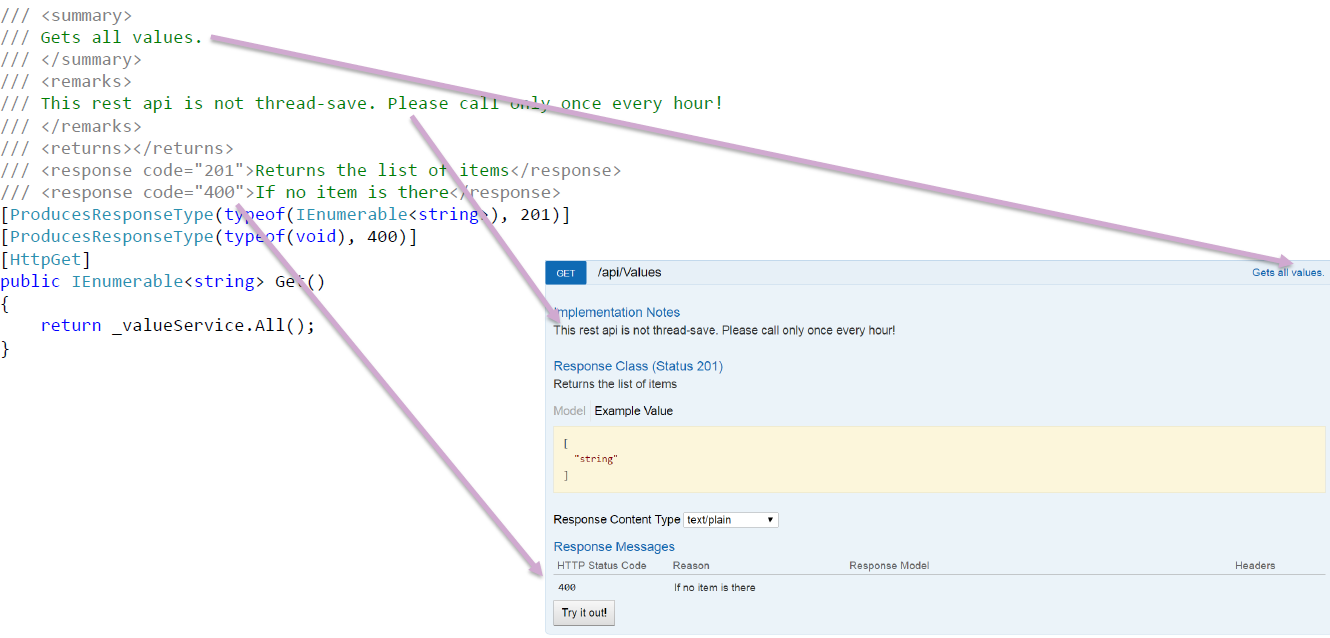 /// <summary>
/// Gets all values.
/// </summary>
/// <remarks>
/// This rest api is not thread-save. Please call only once every hour!
/// </remarks>
/// <returns></returns>
/// <response code="201">Returns the list of items</response>
/// <response code="400">If no item is there</response>
[ProducesResponseType(typeof(IEnumerable<string>), 201)]
[ProducesResponseType(typeof(void), 400)]
[HttpGet]
public IEnumerable<string> Get()
{
    return _valueService.All();
}
GET /api/Values Gets all values.
Implementation Notes
This rest api is not thread-save. Please call only once every hour!
Response Class (Status 201)
Returns the list of items
Model Example Value
[
  "string"
]
Response Content Type text/plain
Response Messages
HTTP Status Code Reason Response Model Headers
400 If no item is there
Try it out!